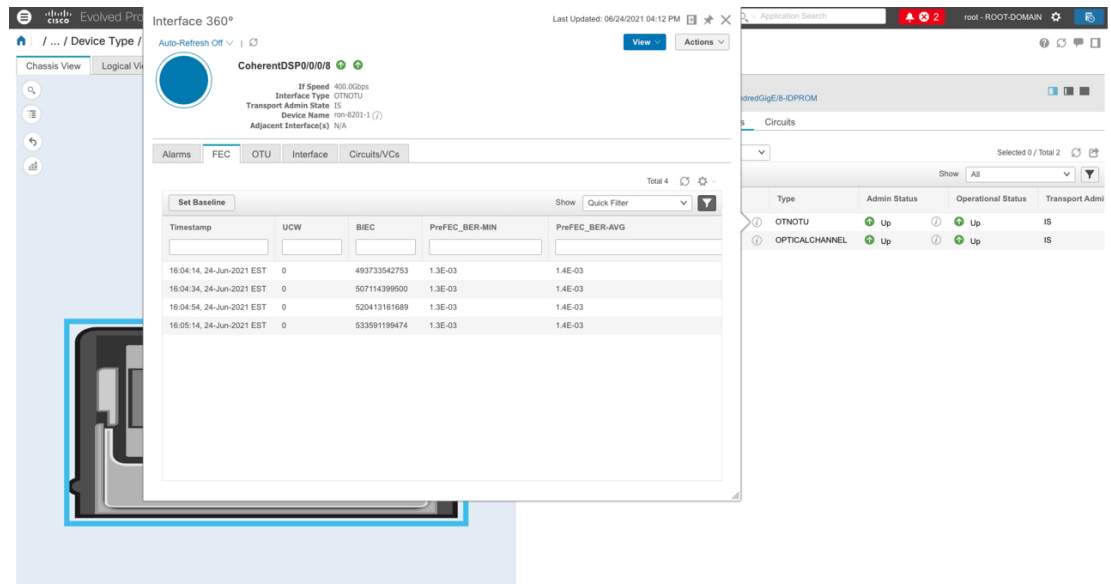 cisco Evolved Pro
Application Search
2
root - ROOT-DOMAIN
/ ... / Device Type /
Chassis View
Logical Vi
Interface 360°
Last Updated: 06/24/2021 04:12 PM
Auto-Refresh Off
View
Actions
CoherentDSP0/0/0/8
If Speed 400.0Gbps
Interface Type OTNOTU
Transport Admin State IS
Device Name ron-8201-1
Adjacent Interface(s) N/A
Alarms FEC OTU Interface Circuits/VCs
Total 4
Set Baseline
Show Quick Filter
Timestamp UCW BIEC PreFEC_BER-MIN PreFEC_BER-AVG
16:04:14, 24-Jun-2021 EST 0 493733542753 1.3E-03 1.4E-03
16:04:34, 24-Jun-2021 EST 0 507114399500 1.3E-03 1.4E-03
16:04:54, 24-Jun-2021 EST 0 520413161689 1.3E-03 1.4E-03
16:05:14, 24-Jun-2021 EST 0 533591199474 1.3E-03 1.4E-03
dredGigE/8-IDPROM
s Circuits
Selected 0 / Total 2
Show All
Type Admin Status Operational Status Transport Admi
OTNOTU Up Up IS
OPTICALCHANNEL Up Up IS